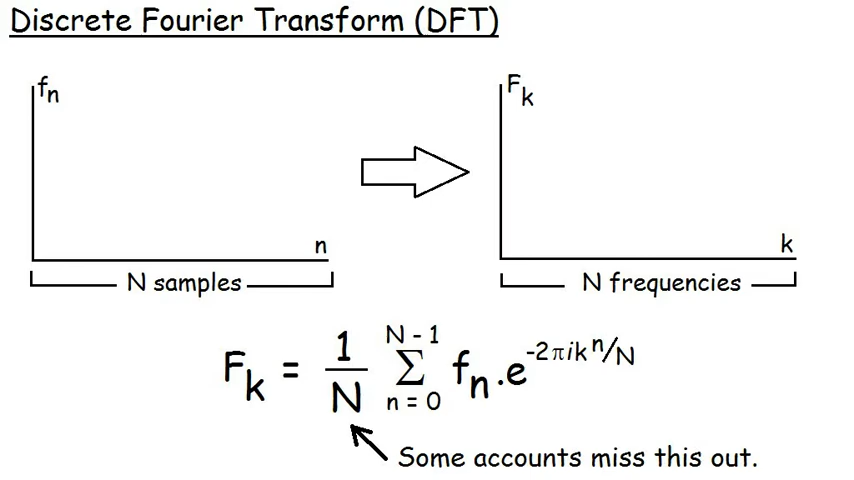 Discrete Fourier Transform (DFT)
fn
Fk
n
k
N samples
N frequencies
Fk = 1/N N - 1 Σ n = 0 fn.e -2πik n/N
Some accounts miss this out.